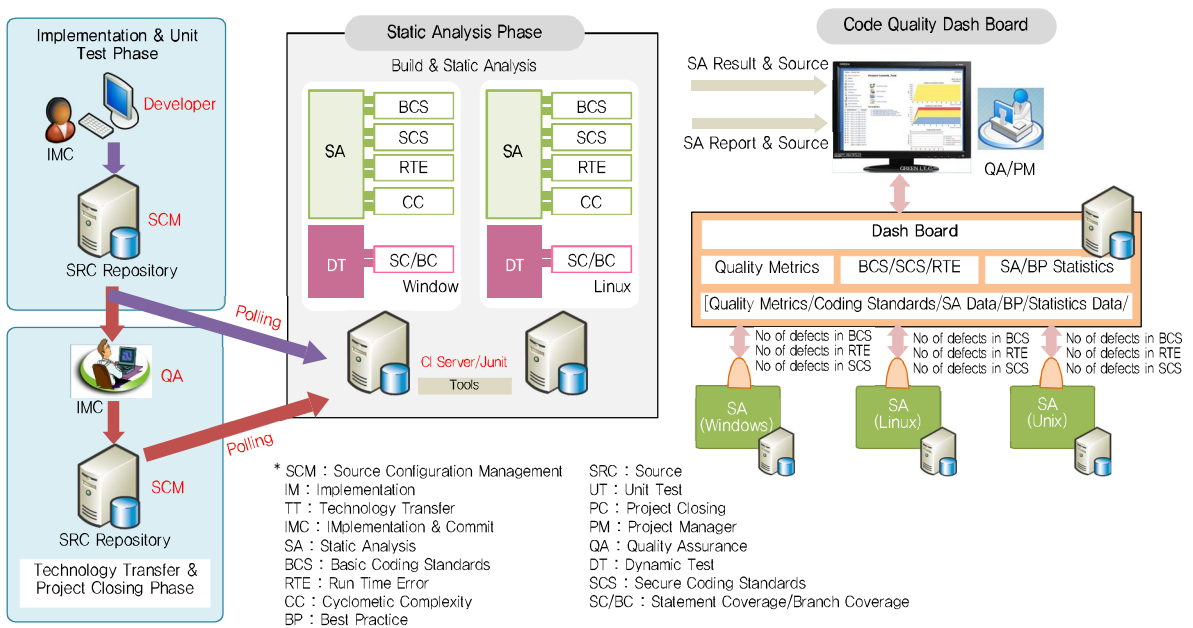 Implementation & Unit
Test Phase
Developer
IMC
SCM
SRC Repository
Polling
QA
IMC
Polling
SCM
SRC Repository
Technology Transfer &
Project Closing Phase
Static Analysis Phase
Build & Static Analysis
SA
BCS
SCS
RTE
CC
DT
SC/BC
Window
SA
BCS
SCS
RTE
CC
DT
SC/BC
Linux
CI Server/Junit
Tools
Code Quality Dash Board
SA Result & Source
SA Report & Source
QA/PM
Dash Board
Quality Metrics
BCS/SCS/RTE
SA/BP Statistics
[Quality Metrics/Coding Standards/SA Data/BP/Statistics Data/
No of defects in BCS
No of defects in RTE
No of defects in SCS
No of defects in BCS
No of defects in RTE
No of defects in SCS
No of defects in BCS
No of defects in RTE
No of defects in SCS
SA
(Windows)
SA
(Linux)
SA
(Unix)
* SCM : Source Configuration Management
IM : Implementation
TT : Technology Transfer
IMC : IMplementation & Commit
SA : Static Analysis
BCS : Basic Coding Standards
RTE : Run Time Error
CC : Cyclometic Complexity
BP : Best Practice
SRC : Source
UT : Unit Test
PC : Project Closing
PM : Project Manager
QA : Quality Assurance
DT : Dynamic Test
SCS : Secure Coding Standards
SC/BC : Statement Coverage/Branch Coverage